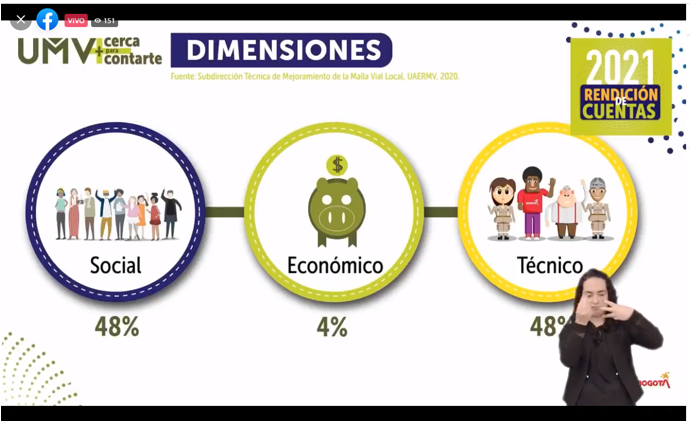 VIVO 151
UMV+ cerca
para
contarte
DIMENSIONES
Fuente: Subdirección Técnica de Mejoramiento de la Malla Vial Local, UAERMV, 2020.
2021
RENDICIÓN
DE
CUENTAS
Social
Económico
Técnico
48%
4%
48%
BOGOTÁ